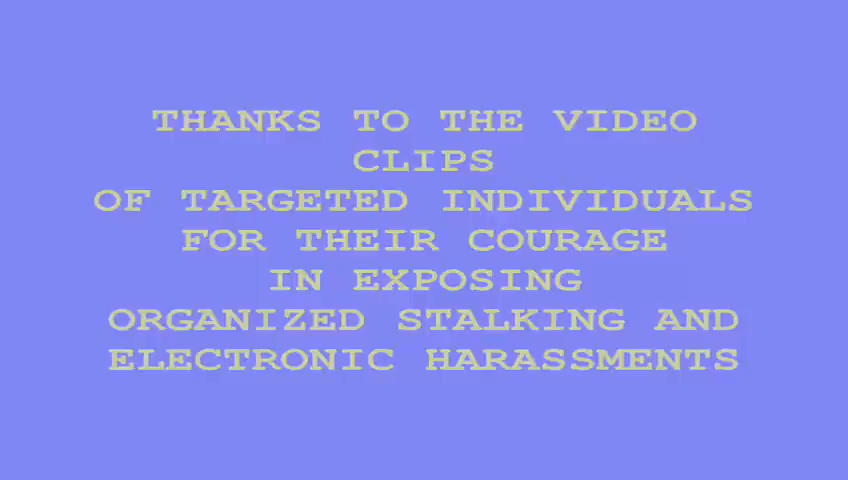 THANKS TO THE VIDEO
CLIPS
OF TARGETED INDIVIDUALS
FOR THEIR COURAGE
IN EXPOSING
ORGANIZED STALKING AND
ELECTRONIC HARASSMENTS